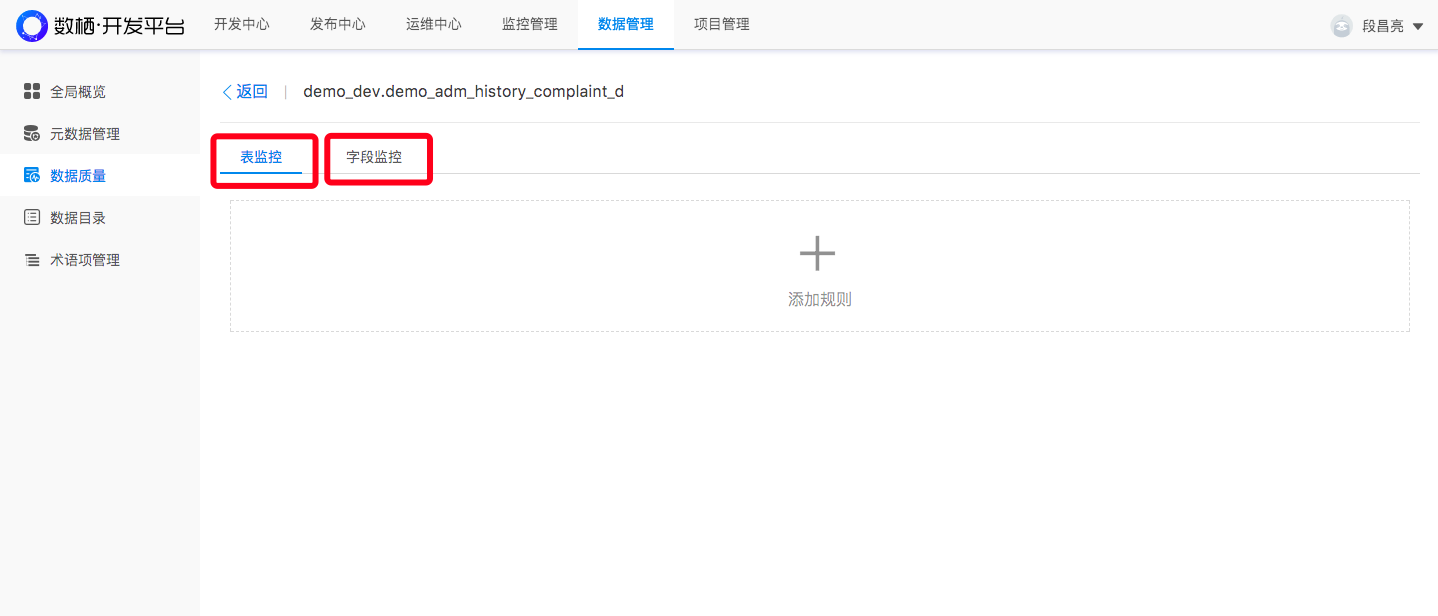 数栖·开发平台 开发中心 发布中心 运维中心 监控管理 数据管理 项目管理 段昌亮
全局概览
元数据管理
数据质量
数据目录
术语项管理
返回 | demo_dev.demo_adm_history_complaint_d
表监控 字段监控
添加规则